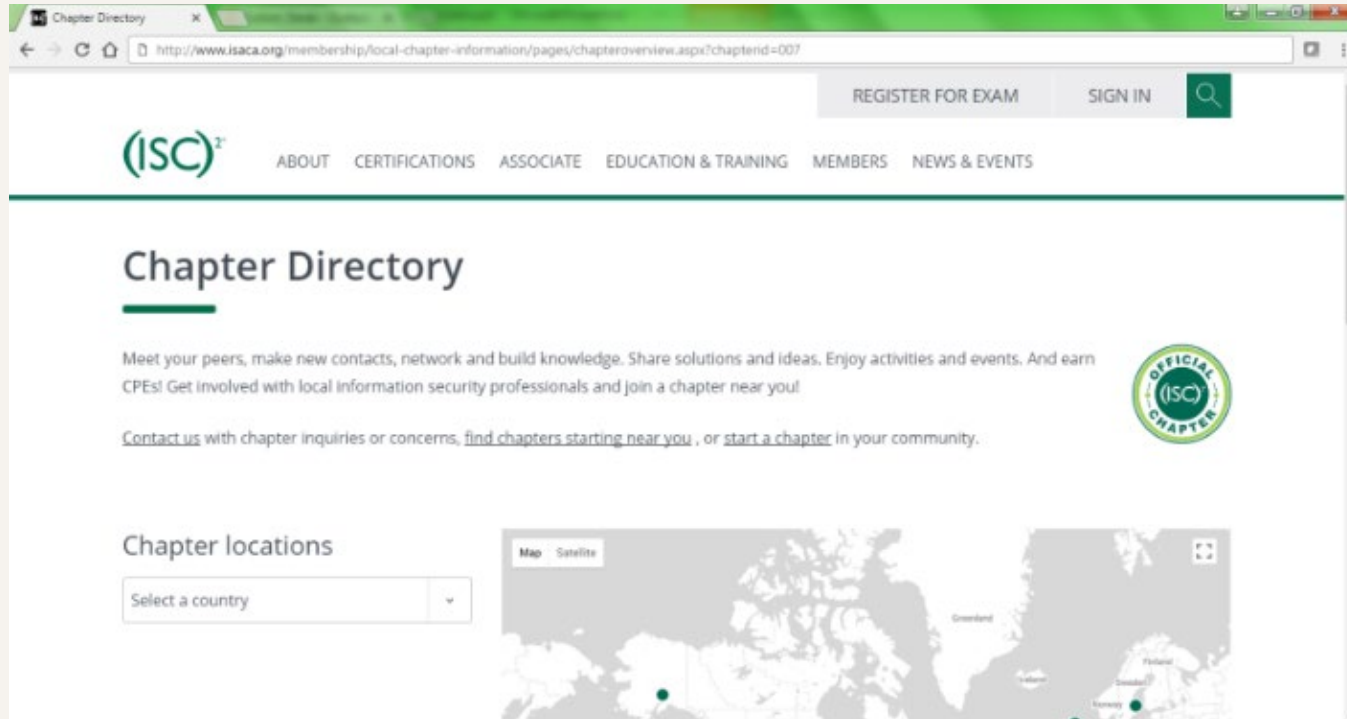 Chapter Directory
http://www.isaca.org/membership/local-chapter-information/pages/chapteroverview.aspx?chapterid=007
REGISTER FOR EXAM SIGN IN
(ISC)²
ABOUT CERTIFICATIONS ASSOCIATE EDUCATION & TRAINING MEMBERS NEWS & EVENTS
Chapter Directory
Meet your peers, make new contacts, network and build knowledge. Share solutions and ideas. Enjoy activities and events. And earn
CPEs! Get involved with local information security professionals and join a chapter near you!
OFFICIAL
(ISC)²
CHAPTER
Contact us with chapter inquiries or concerns, find chapters starting near you , or start a chapter in your community.
Chapter locations
Map Satellite
Select a country
Greenland
Iceland
Finland
Sweden
Norway